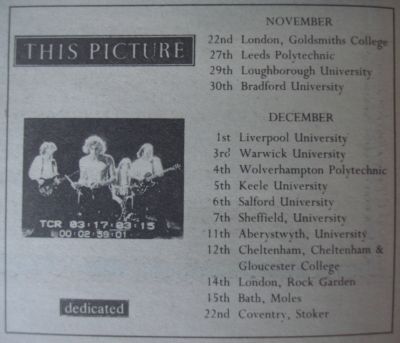 THIS PICTURE
TCR 03:17:03:15
00:02:59:01
dedicated
NOVEMBER
22nd London, Goldsmiths College
27th Leeds Polytechnic
29th Loughborough University
30th Bradford University
DECEMBER
1st Liverpool University
3rd Warwick University
4th Wolverhampton Polytechnic
5th Keele University
6th Salford University
7th Sheffield, University
11th Aberystwyth, University
12th Cheltenham, Cheltenham &
Gloucester College
14th London, Rock Garden
15th Bath, Moles
22nd Coventry, Stoker